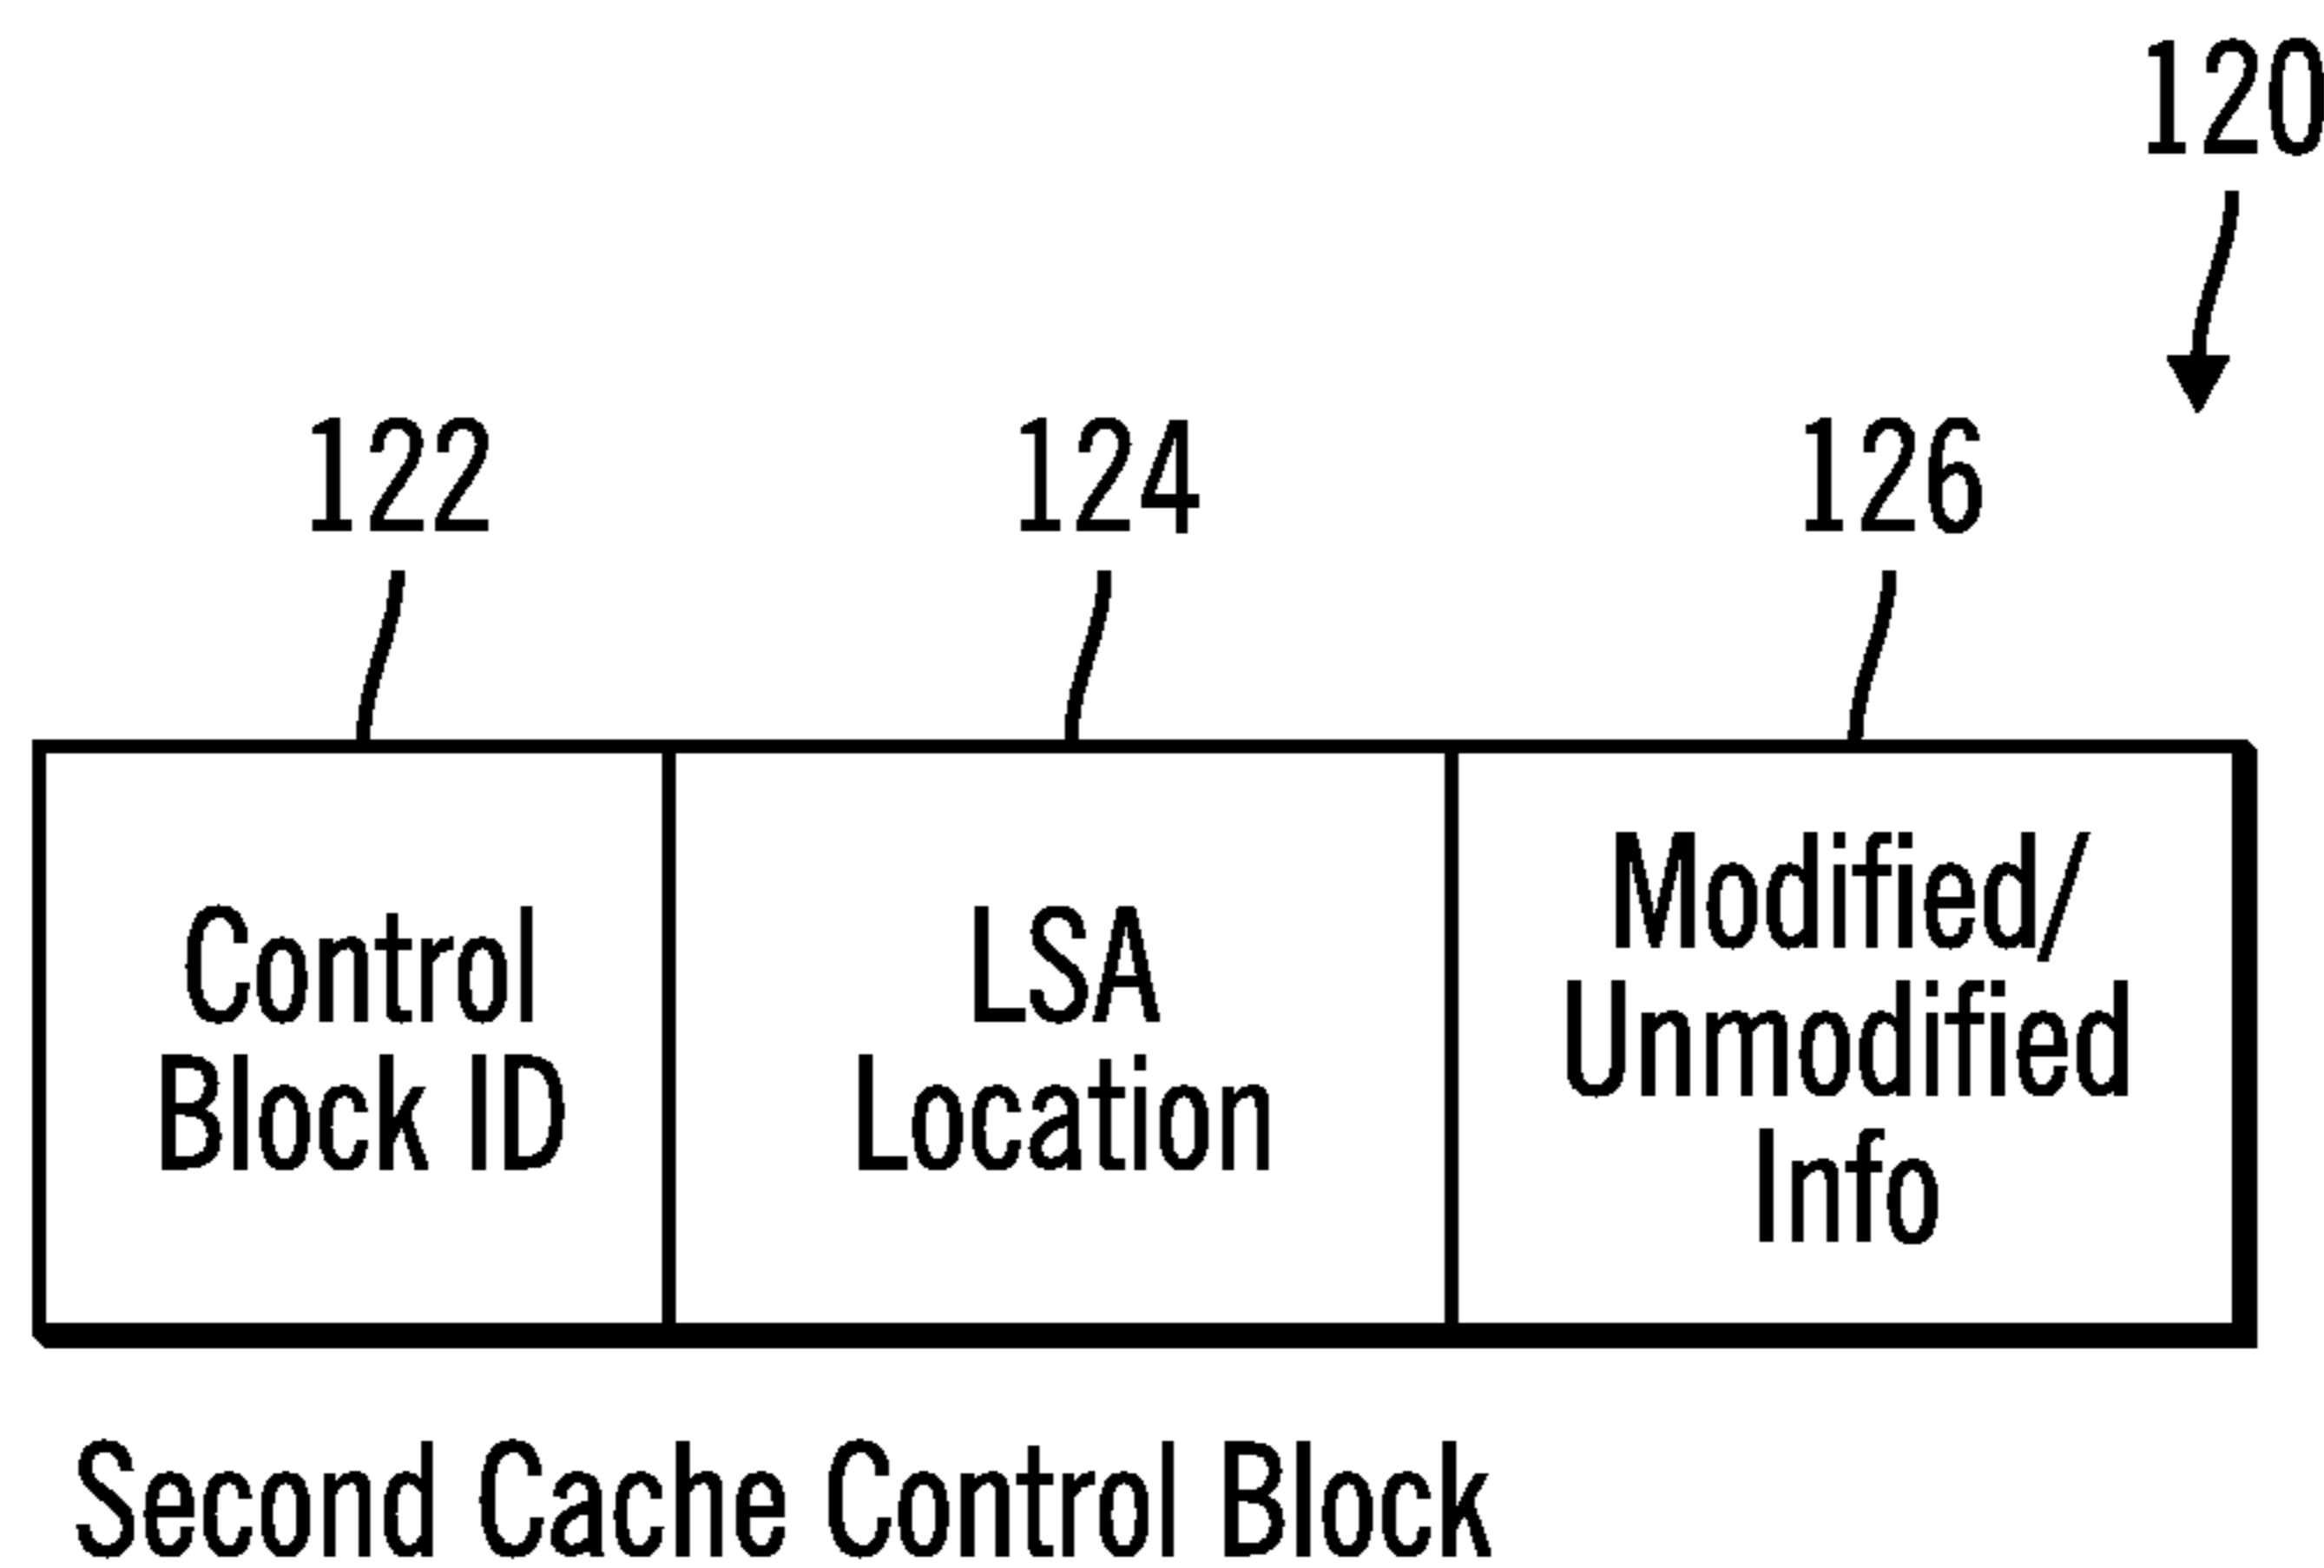 120
122
124
126
Control
Block ID
LSA
Location
Modified/
Unmodified
Info
Second Cache Control Block